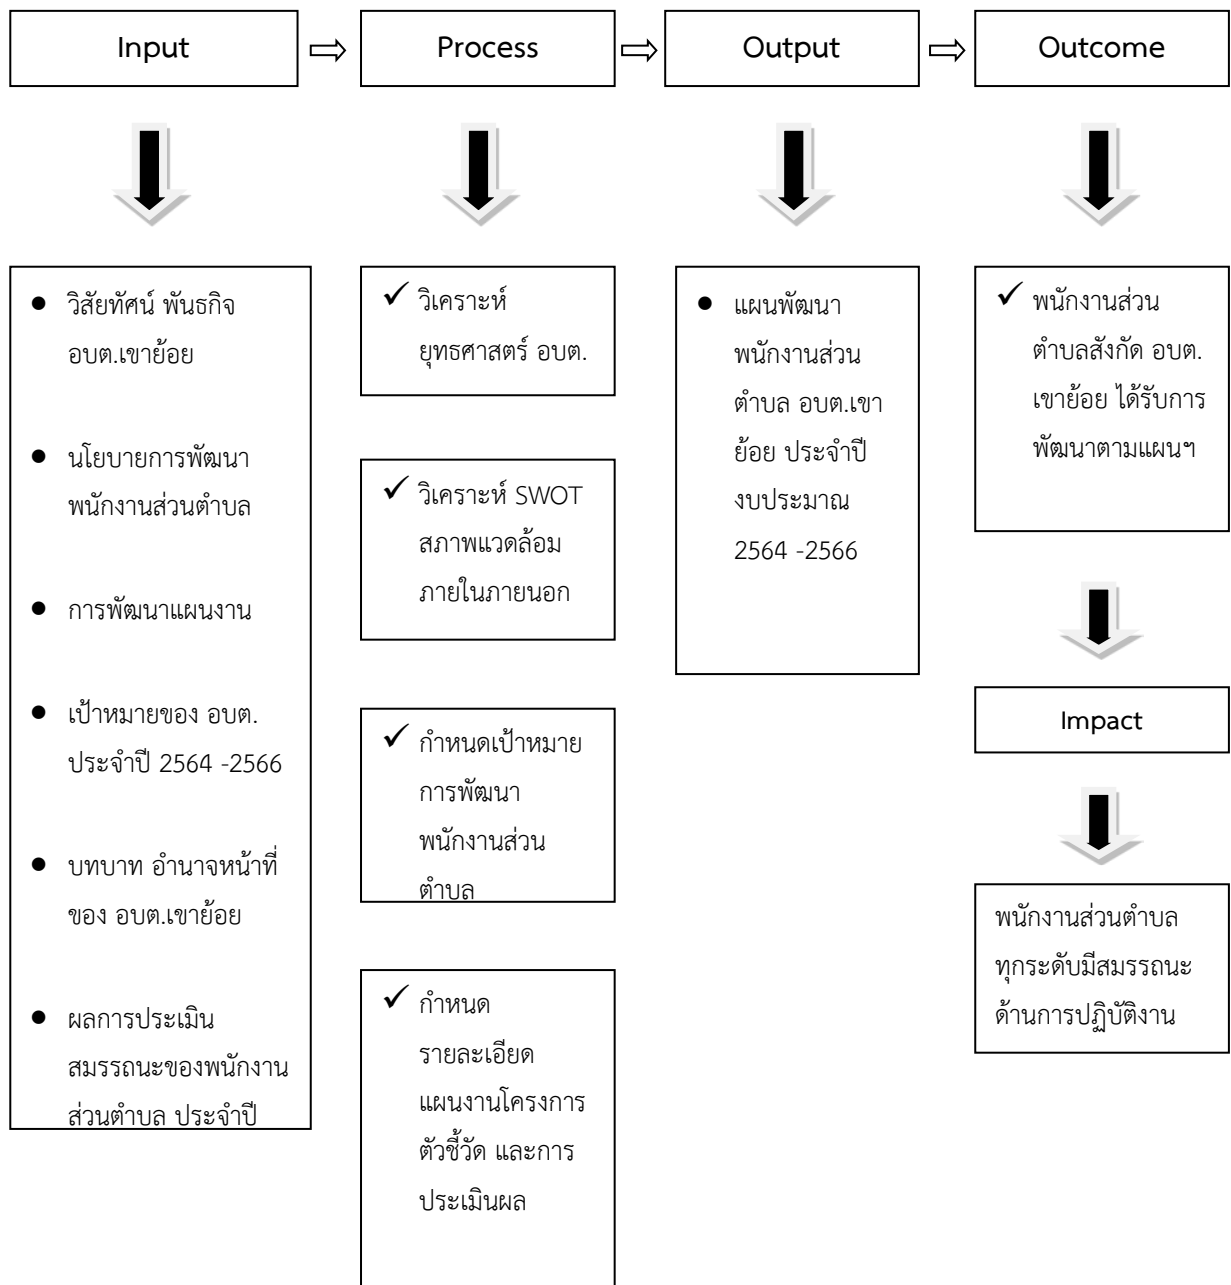 Input
Process
Output
Outcome
วิสัยทัศน์ พันธกิจ
อบต.เขาย้อย
นโยบายการพัฒนา
พนักงานส่วนตำบล
การพัฒนาแผนงาน
เป้าหมายของ อบต.
ประจำปี 2564 -2566
บทบาท อำนาจหน้าที่
ของ อบต.เขาย้อย
ผลการประเมิน
สมรรถนะของพนักงาน
ส่วนตำบล ประจำปี
วิเคราะห์
ยุทธศาสตร์ อบต.
วิเคราะห์ SWOT
สภาพแวดล้อม
ภายในภายนอก
กำหนดเป้าหมาย
การพัฒนา
พนักงานส่วน
ตำบล
กำหนด
รายละเอียด
แผนงานโครงการ
ตัวชี้วัด และการ
ประเมินผล
แผนพัฒนา
พนักงานส่วน
ตำบล อบต.เขา
ย้อย ประจำปี
งบประมาณ
2564 -2566
พนักงานส่วน
ตำบลสังกัด อบต.
เขาย้อย ได้รับการ
พัฒนาตามแผนฯ
Impact
พนักงานส่วนตำบล
ทุกระดับมีสมรรถนะ
ด้านการปฏิบัติงาน